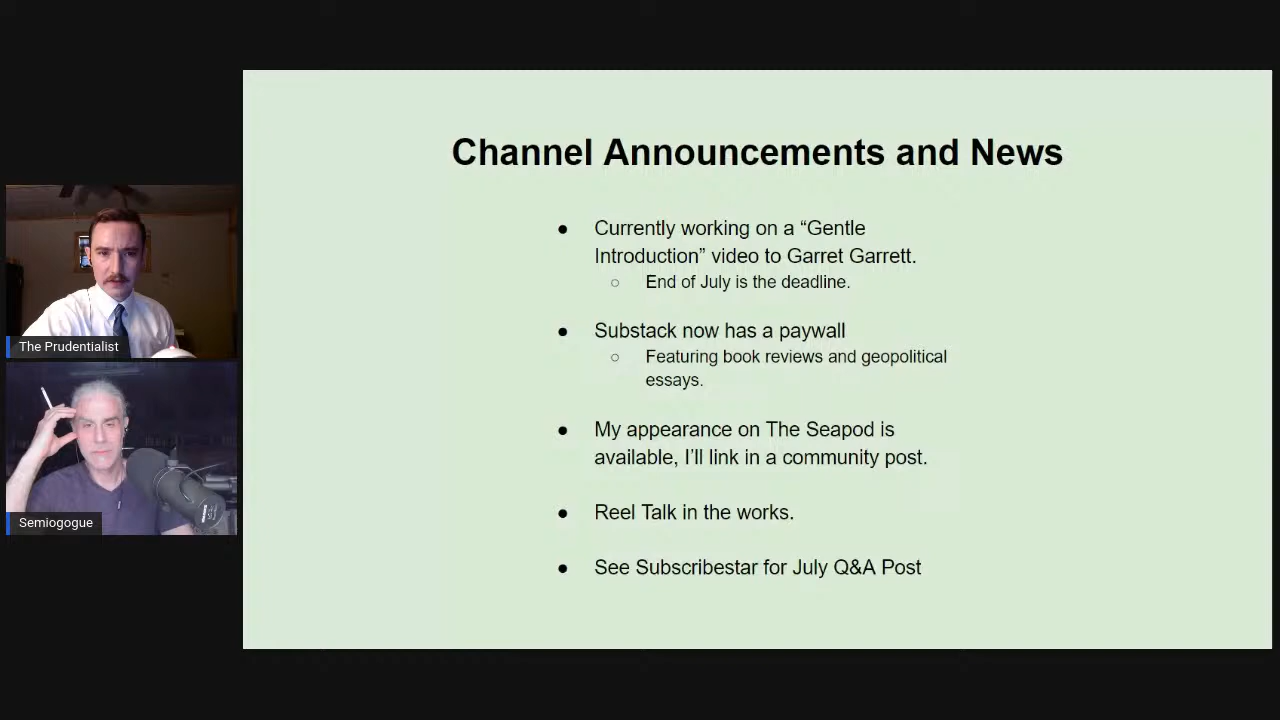 Channel Announcements and News
● Currently working on a “Gentle
Introduction” video to Garret Garrett.
○ End of July is the deadline.
● Substack now has a paywall
○ Featuring book reviews and geopolitical
essays.
● My appearance on The Seapod is
available, I’ll link in a community post.
● Reel Talk in the works.
● See Subscribestar for July Q&A Post
The Prudentialist
Semiogogue